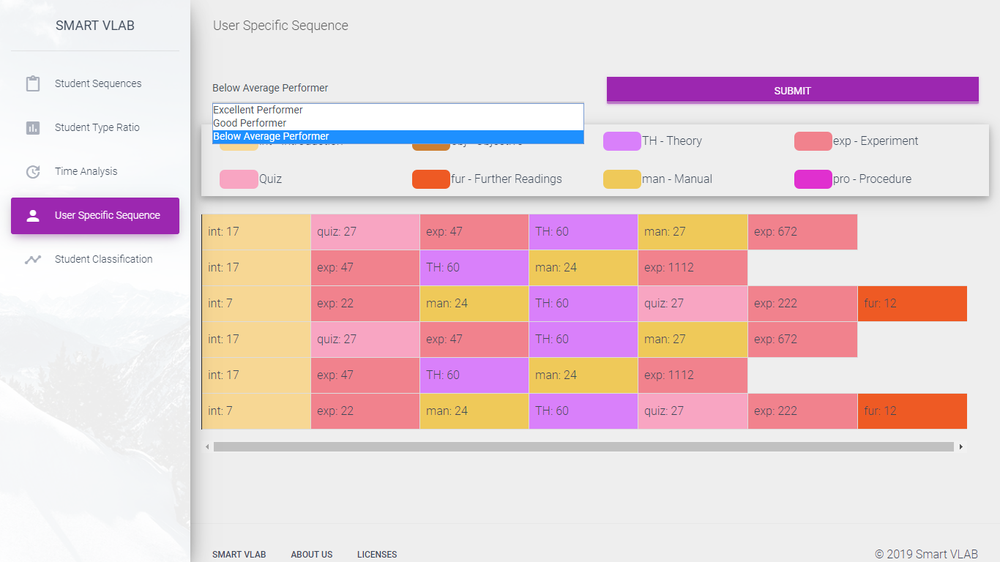 SMART VLAB
Student Sequences
Student Type Ratio
Time Analysis
User Specific Sequence
Student Classification
User Specific Sequence
Below Average Performer
SUBMIT
Excellent Performer
Good Performer
Below Average Performer
TH - Theory
exp - Experiment
Quiz
fur - Further Readings
man - Manual
pro - Procedure
int: 17 quiz: 27 exp: 47 TH: 60 man: 27 exp: 672
int: 17 exp: 47 TH: 60 man: 24 exp: 1112
int: 7 exp: 22 man: 24 TH: 60 quiz: 27 exp: 222 fur: 12
int: 17 quiz: 27 exp: 47 TH: 60 man: 27 exp: 672
int: 17 exp: 47 TH: 60 man: 24 exp: 1112
int: 7 exp: 22 man: 24 TH: 60 quiz: 27 exp: 222 fur: 12
SMART VLAB ABOUT US LICENSES
© 2019 Smart VLAB